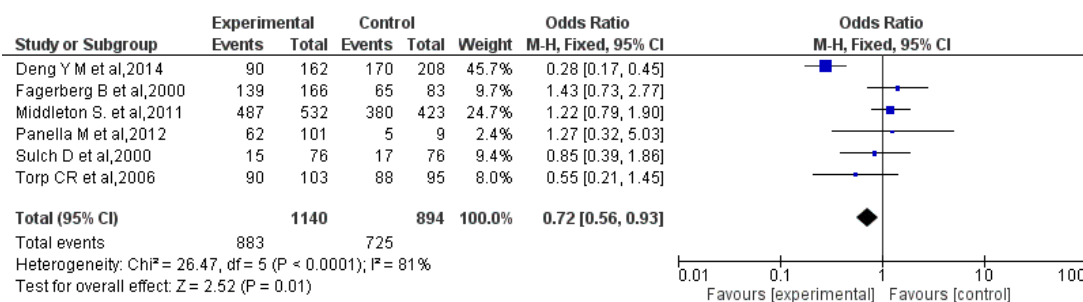 Experimental Control Odds Ratio Odds Ratio
Study or Subgroup Events Total Events Total Weight M-H, Fixed, 95% CI M-H, Fixed, 95% CI
Deng Y M et al,2014 90 162 170 208 45.7% 0.28 [0.17, 0.45]
Fagerberg B et al,2000 139 166 65 83 9.7% 1.43 [0.73, 2.77]
Middleton S. et al,2011 487 532 380 423 24.7% 1.22 [0.79, 1.90]
Panella M et al,2012 62 101 5 9 2.4% 1.27 [0.32, 5.03]
Sulch D et al,2000 15 76 17 76 9.4% 0.85 [0.39, 1.86]
Torp CR et al,2006 90 103 88 95 8.0% 0.55 [0.21, 1.45]
Total (95% CI) 1140 894 100.0% 0.72 [0.56, 0.93]
Total events 883 725
Heterogeneity: Chi² = 26.47, df = 5 (P < 0.0001); I² = 81%
Test for overall effect: Z = 2.52 (P = 0.01)
0.01 0.1 1 10 100
Favours [experimental] Favours [control]